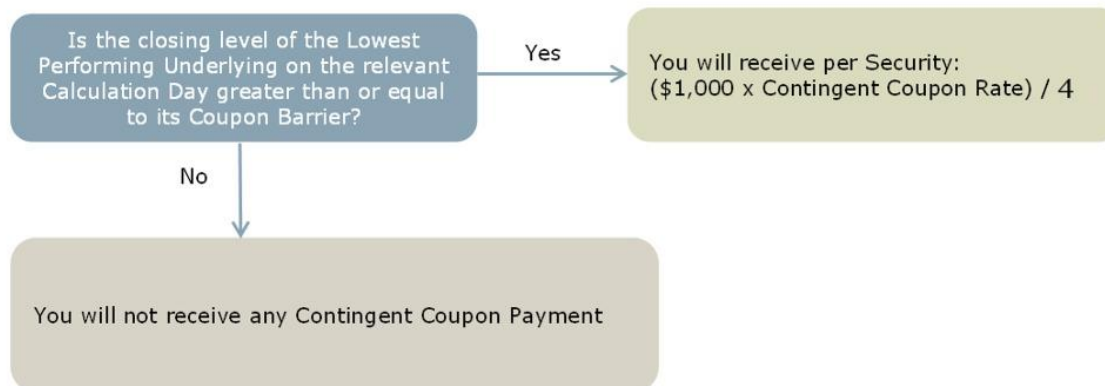 Is the closing level of the Lowest
Performing Underlying on the relevant
Calculation Day greater than or equal
to its Coupon Barrier?
Yes
You will receive per Security:
($1,000 x Contingent Coupon Rate) / 4
No
You will not receive any Contingent Coupon Payment